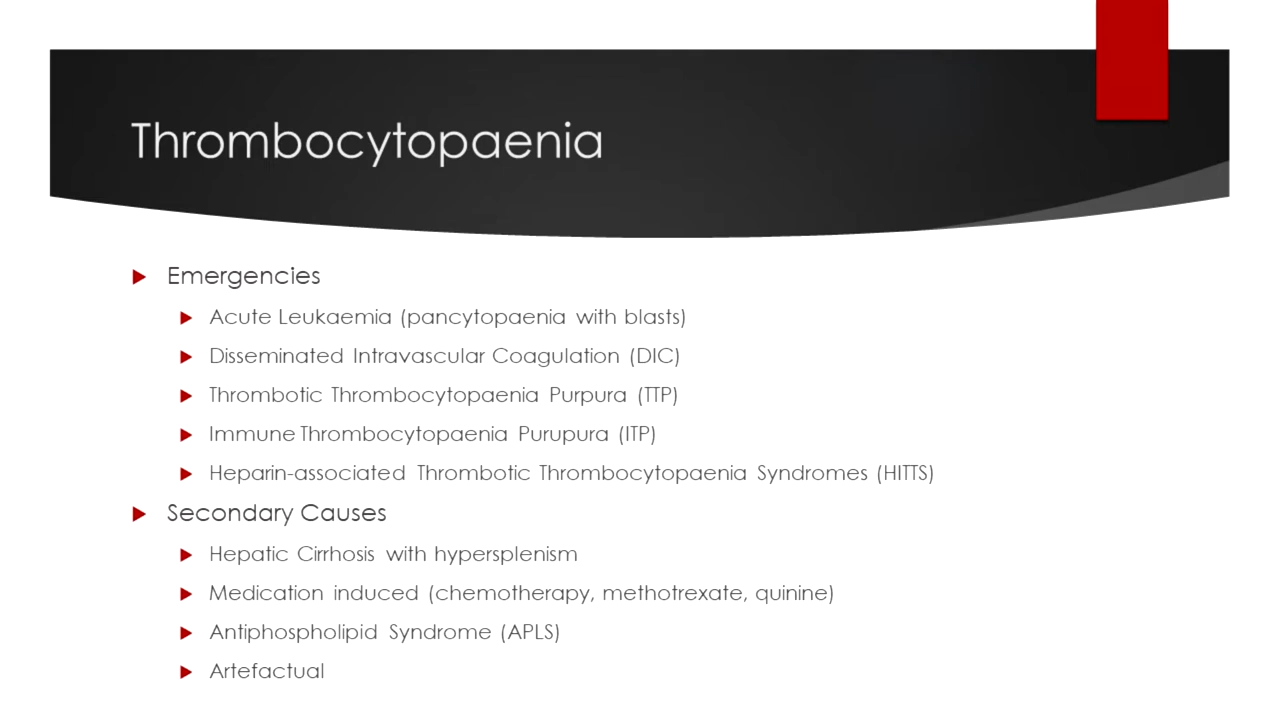 Thrombocytopaenia
Emergencies
Acute Leukaemia (pancytopaenia with blasts)
Disseminated Intravascular Coagulation (DIC)
Thrombotic Thrombocytopaenia Purpura (TTP)
Immune Thrombocytopaenia Purupura (ITP)
Heparin-associated Thrombotic Thrombocytopaenia Syndromes (HITTS)
Secondary Causes
Hepatic Cirrhosis with hypersplenism
Medication induced (chemotherapy, methotrexate, quinine)
Antiphospholipid Syndrome (APLS)
Artefactual